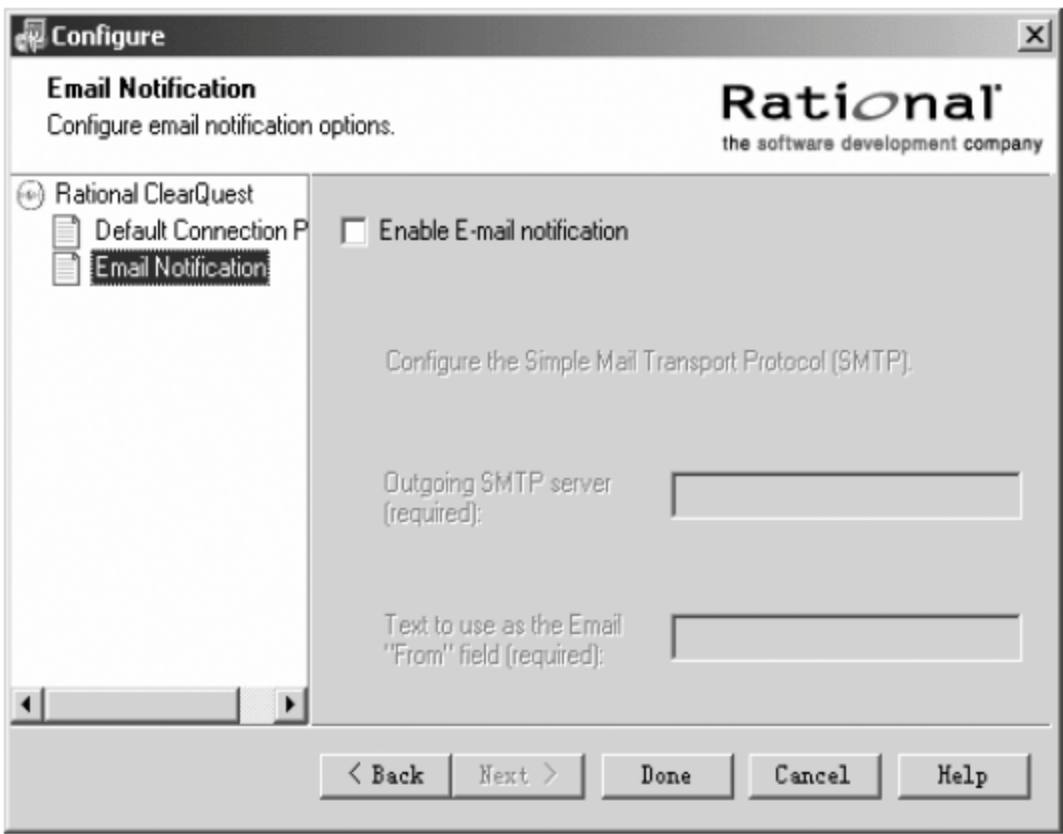 Configure
Email Notification
Configure email notification options.
Rational
the software development company
Rational ClearQuest
Default Connection P
Email Notification
Enable E-mail notification
Configure the Simple Mail Transport Protocol (SMTP).
Outgoing SMTP server
(required):
Text to use as the Email
"From" field (required):
< Back
Next >
Done
Cancel
Help